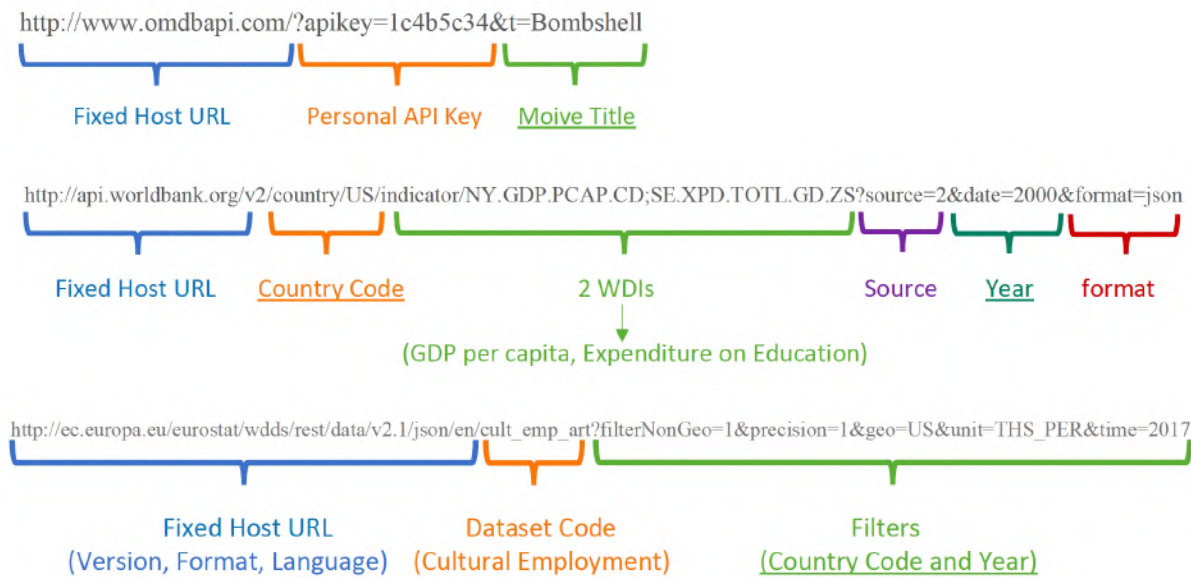 http://www.omdbapi.com/?apikey=1c4b5c34&t=Bombshell
Fixed Host URL Personal API Key Moive Title
http://api.worldbank.org/v2/country/US/indicator/NY.GDP.PCAP.CD;SE.XPD.TOTL.GD.ZS?source=2&date=2000&format=json
Fixed Host URL Country Code 2 WDIs Source Year format
(GDP per capita, Expenditure on Education)
http://ec.europa.eu/eurostat/wdds/rest/data/v2.1/json/en/cult_emp_art?filterNonGeo=1&precision=1&geo=US&unit=THS_PER&time=2017
Fixed Host URL Dataset Code Filters
(Version, Format, Language) (Cultural Employment) (Country Code and Year)